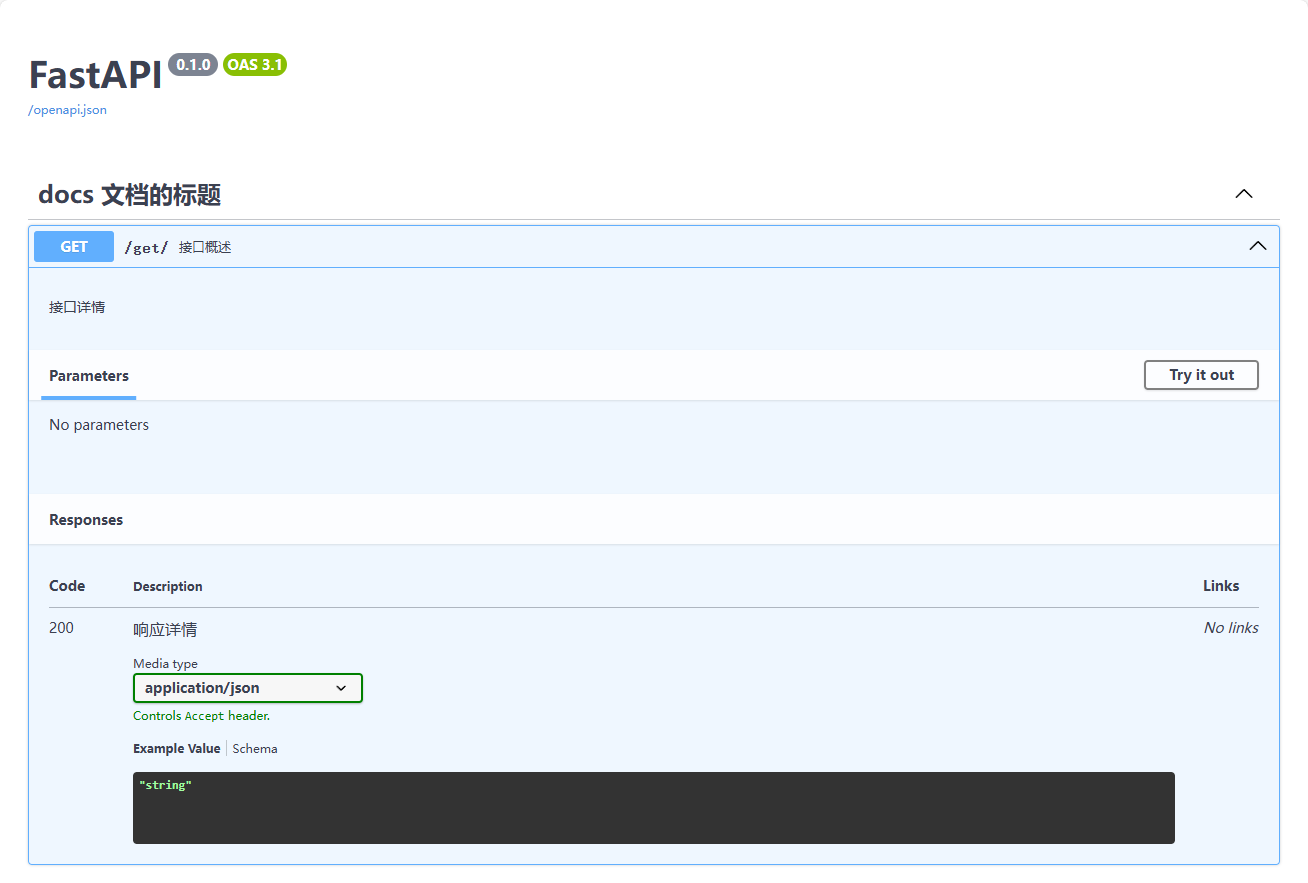 FastAPI 0.1.0 OAS 3.1
/openapi.json
docs 文档的标题
GET /get/ 接口概述
接口详情
Parameters Try it out
No parameters
Responses
Code Description Links
200 响应详情 No links
Media type
application/json
Controls Accept header.
Example Value Schema
"string"